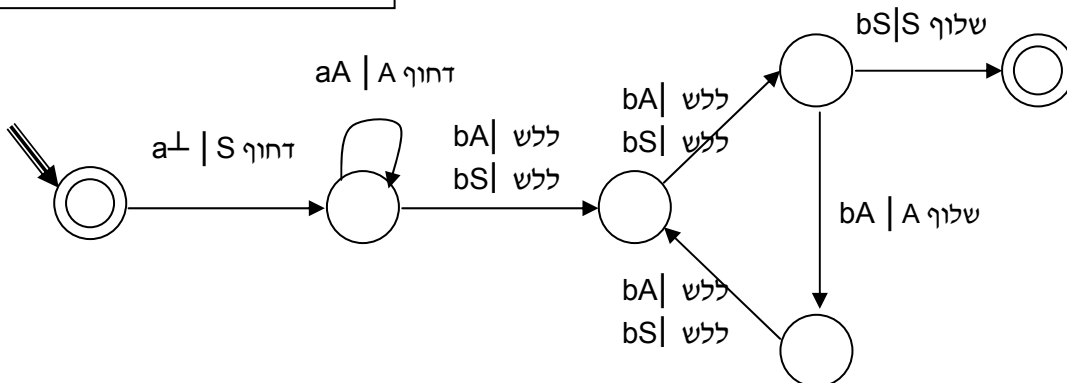 bS|S שלוף
aA | A דחוף
bA| ללש
bS| ללש
bA| ללש
bS| ללש
a⊥ | S דחוף
bA | A שלוף
bA| ללש
bS| ללש